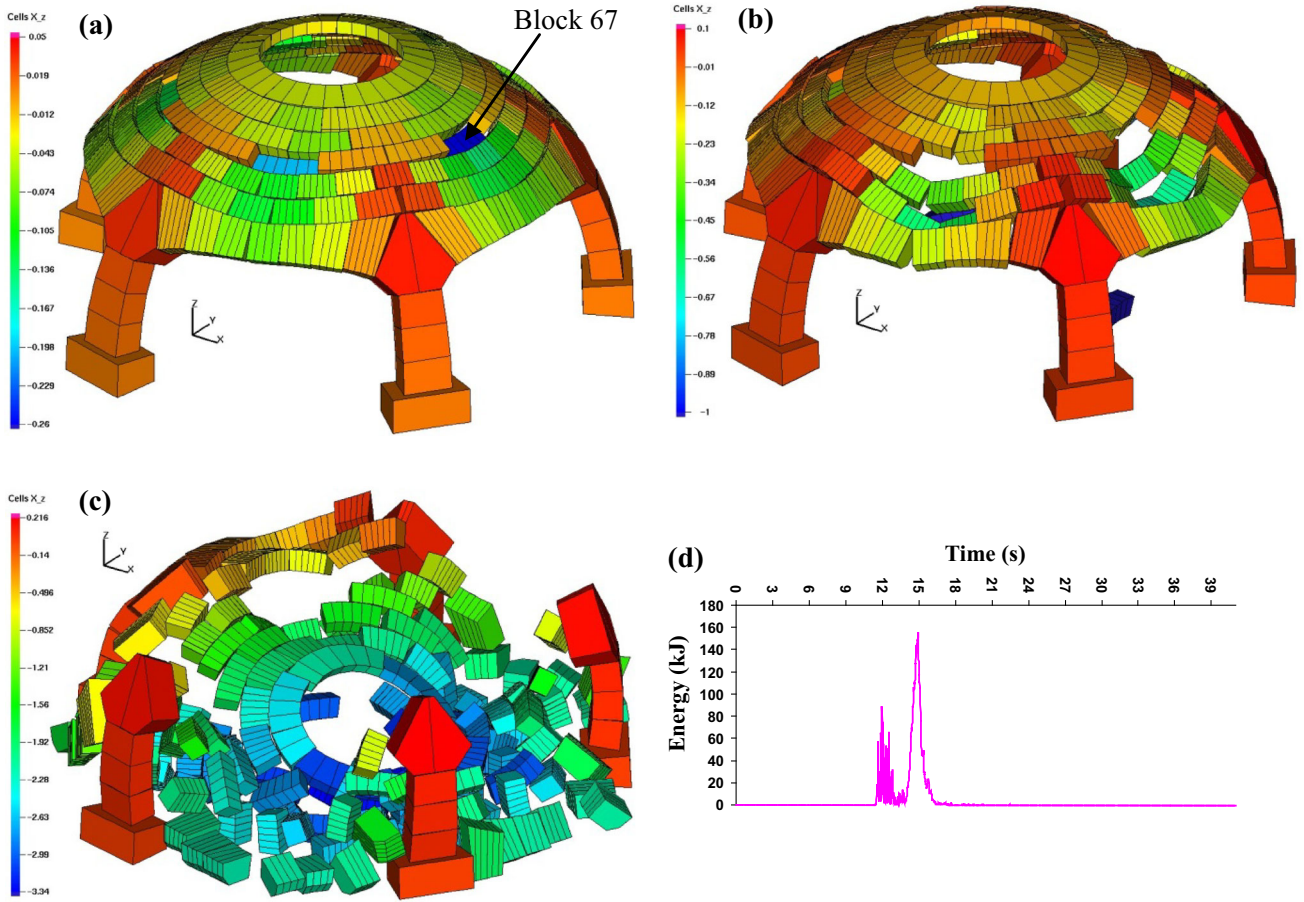 Cells X_z
0.05
-0.019
-0.012
-0.043
-0.074
-0.105
-0.136
-0.167
-0.198
-0.229
-0.26
(a)
Block 67
Z
Y
X
Cells X_z
0.1
-0.01
-0.12
-0.23
-0.34
-0.45
-0.56
-0.67
-0.78
-0.89
-1
(b)
Z
Y
X
Cells X_z
0.216
-0.14
-0.496
-0.852
-1.21
-1.56
-1.92
-2.28
-2.63
-2.99
-3.34
(c)
Z
Y
X
(d)
Time (s)
0 3 6 9 12 15 18 21 24 27 30 33 36 39
180
160
140
120
100
80
60
40
20
0
Energy (kJ)